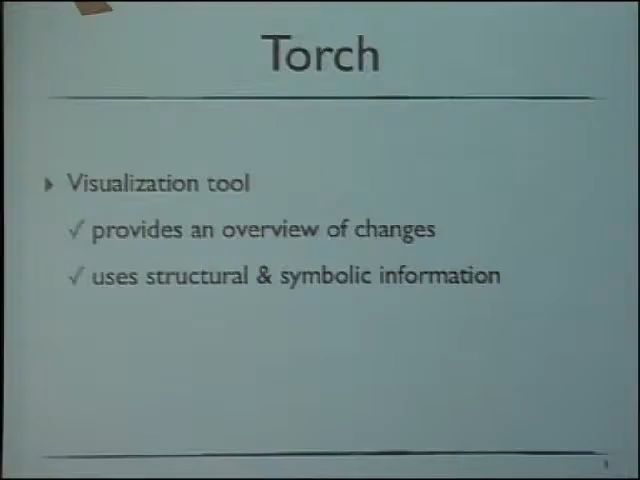 Torch
Visualization tool
✓ provides an overview of changes
✓ uses structural & symbolic information